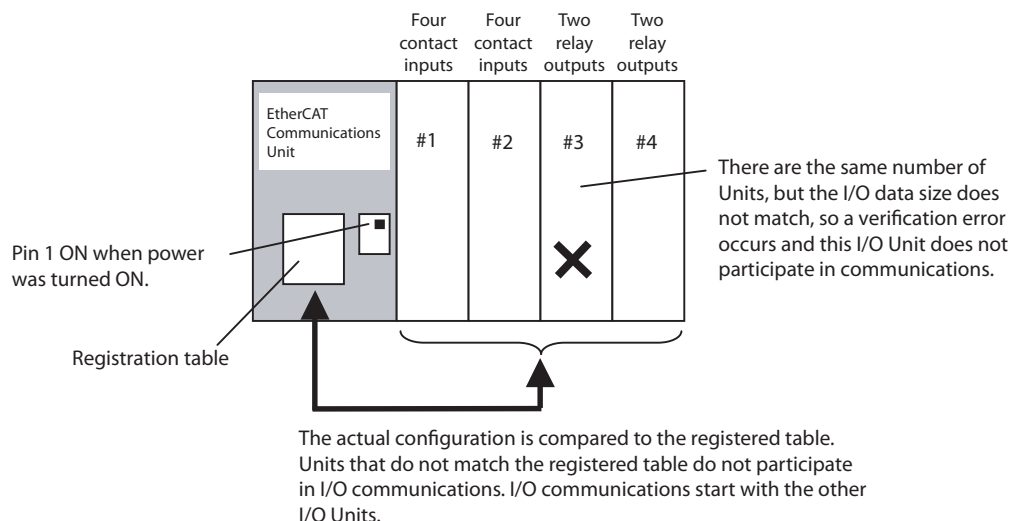 Four
contact
inputs
Four
contact
inputs
Two
relay
outputs
Two
relay
outputs
EtherCAT
Communications
Unit
#1
#2
#3
#4
There are the same number of
Units, but the I/O data size does
not match, so a verification error
occurs and this I/O Unit does not
participate in communications.
Pin 1 ON when power
was turned ON.
Registration table
The actual configuration is compared to the registered table.
Units that do not match the registered table do not participate
in I/O communications. I/O communications start with the other
I/O Units.